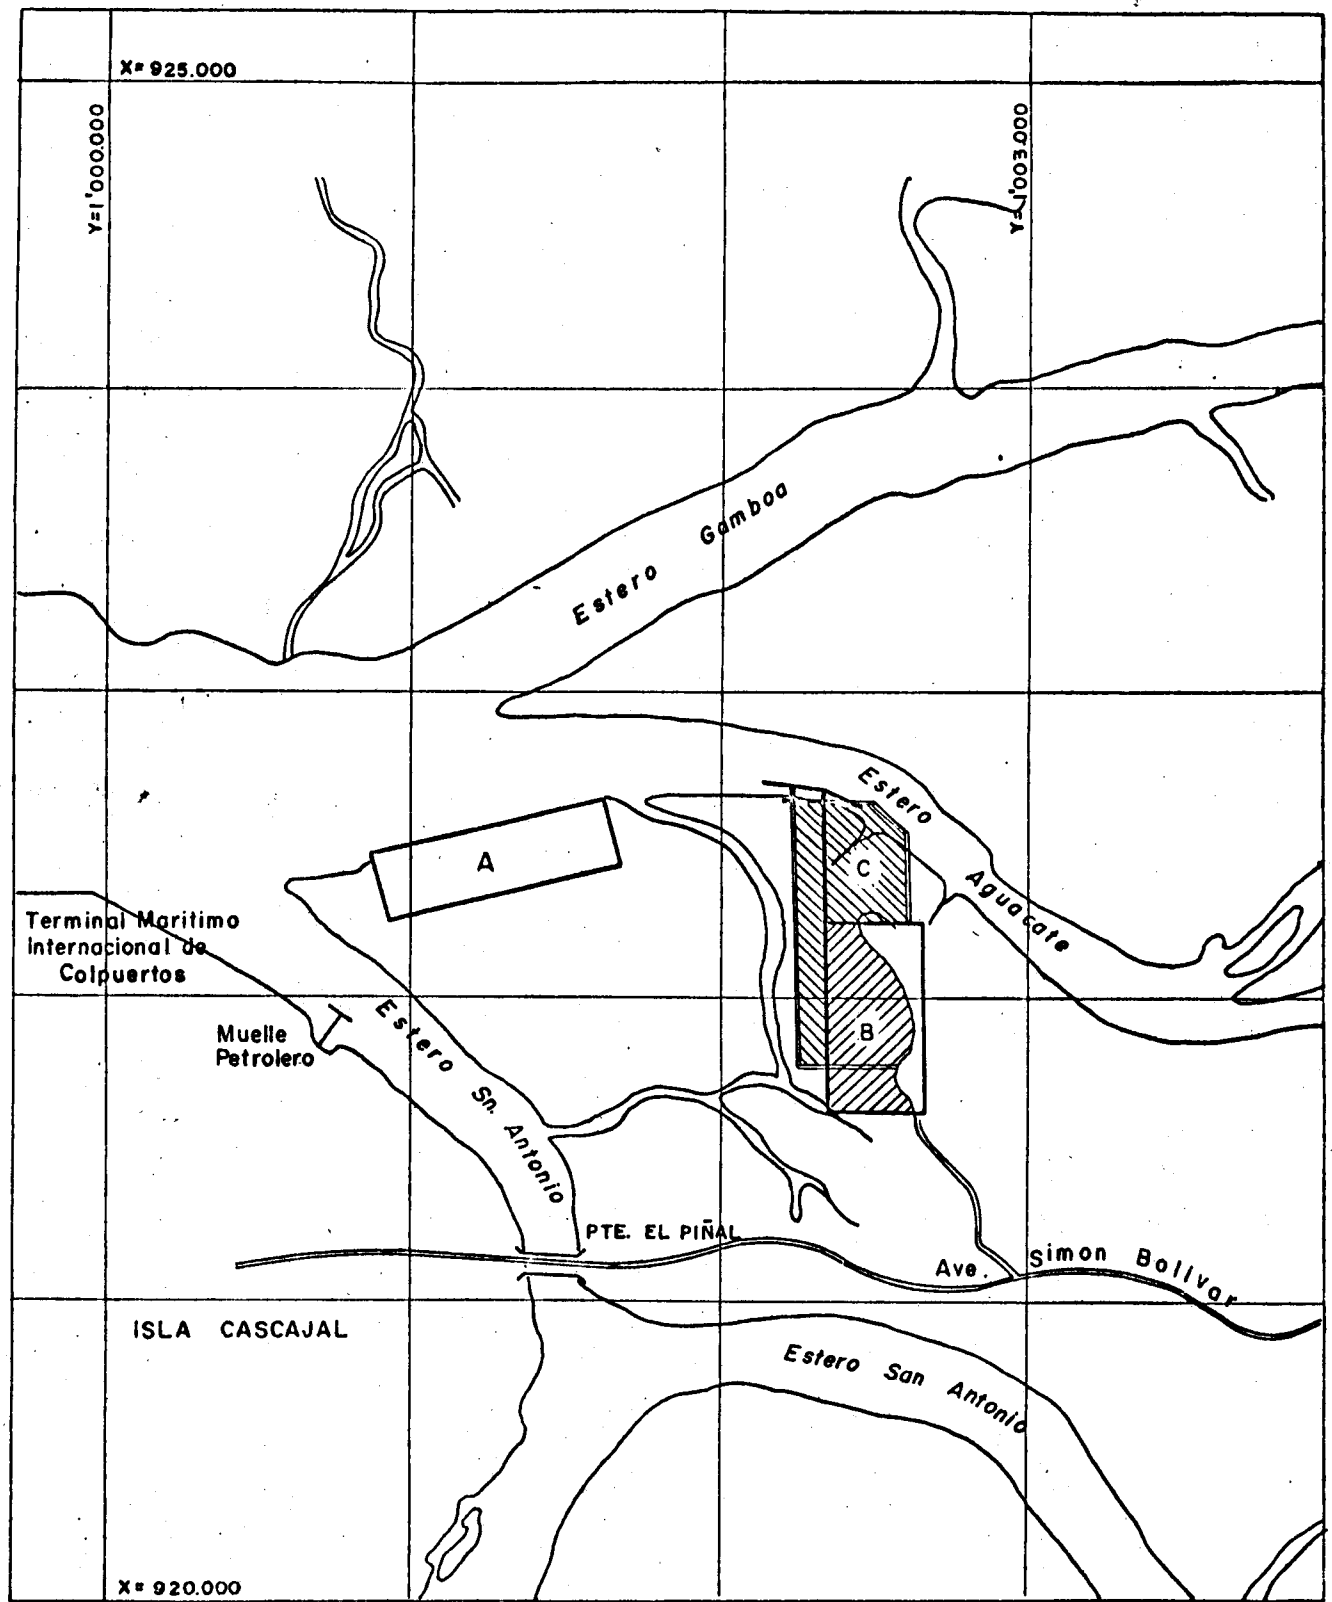 X= 925.000
Y=1'000.000
Y=1'003.000
Estero Gamboa
Estero Aguacate
A
C
B
Terminal Maritimo
Internacional de
Colpuertos
Muelle
Petrolero
Estero Sn. Antonio
PTE. EL PIÑAL
Ave. Simon Bolivar
ISLA CASCAJAL
Estero San Antonio
X= 920.000